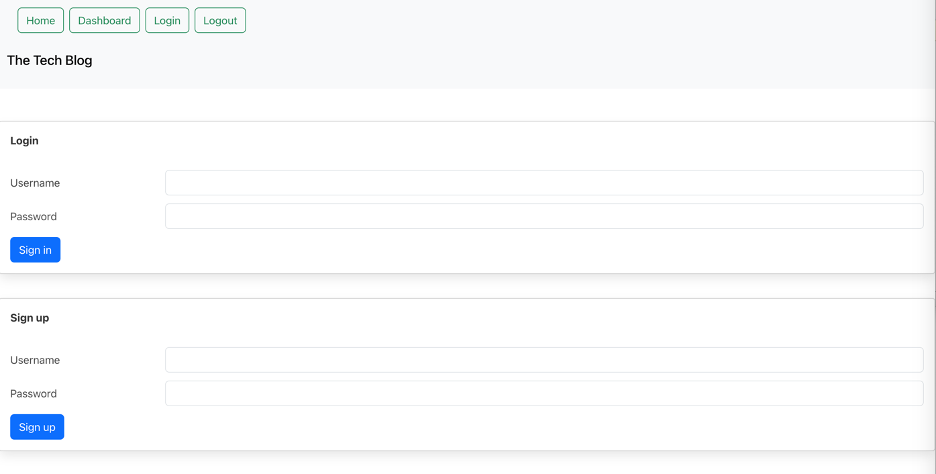 Home Dashboard Login Logout
The Tech Blog
Login
Username
Password
Sign in
Sign up
Username
Password
Sign up